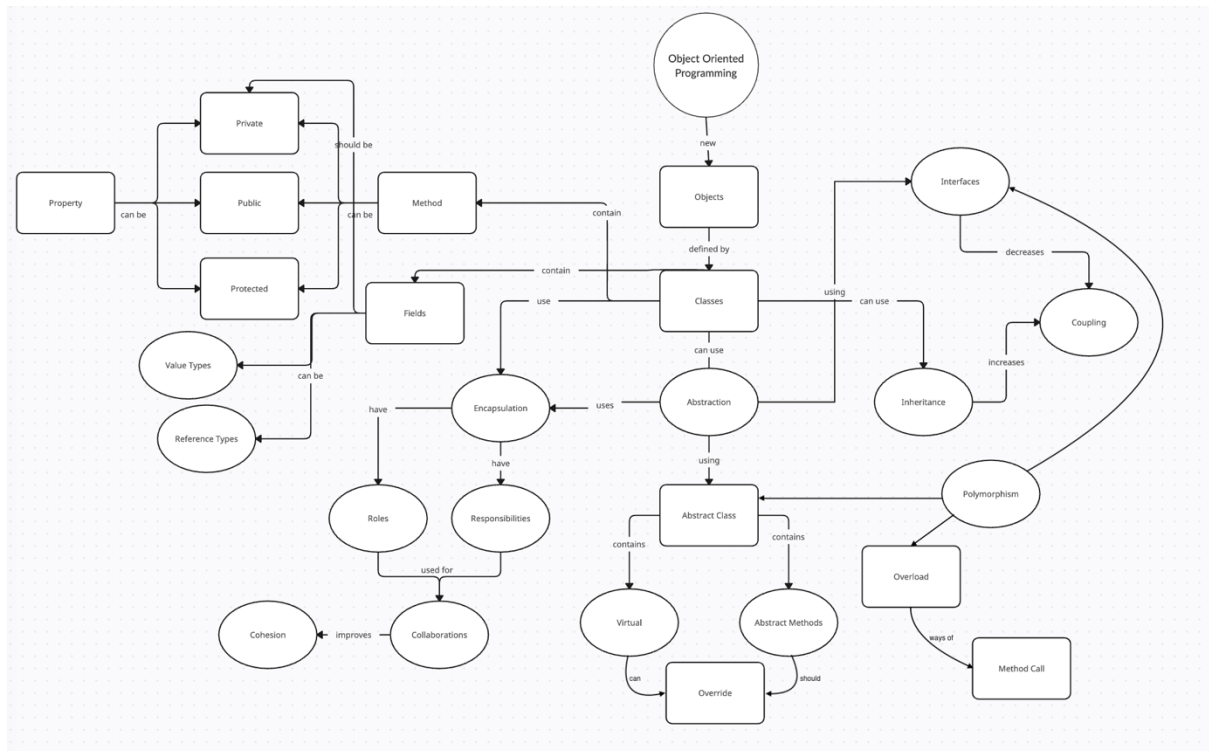 Object Oriented
Programming
new
Private
should be
Property
can be
Public
can be
Method
contain
Objects
Interfaces
defined by
decreases
Protected
contain
Fields
use
Classes
using
can use
Coupling
Value Types
can be
can use
increases
Reference Types
have
Encapsulation
uses
Abstraction
Inheritance
have
using
Roles
Responsibilities
Abstract Class
Polymorphism
contains
contains
used for
Overload
Cohesion
improves
Collaborations
Virtual
Abstract Methods
ways of
Method Call
can
should
Override